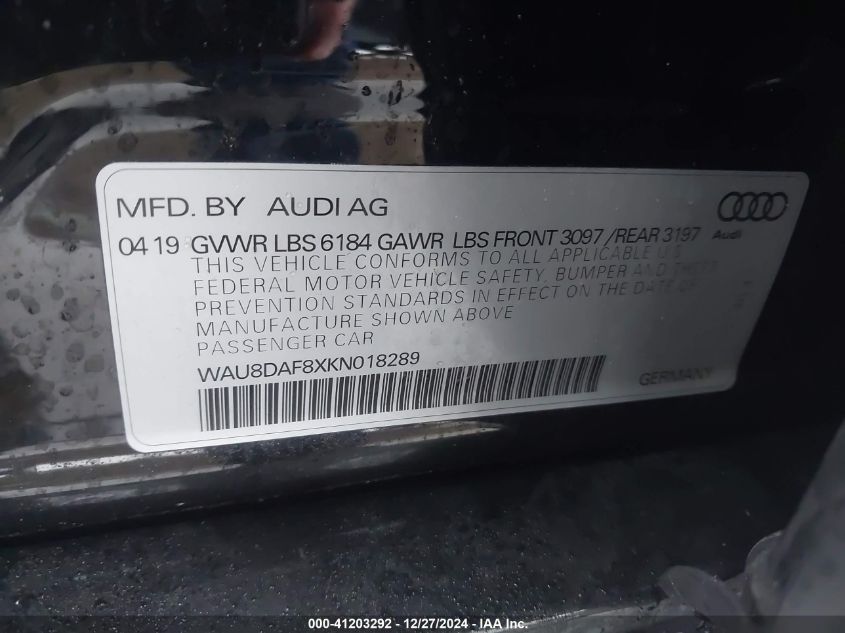 MFD. BY AUDI AG
04 19 GVWR LBS 6184 GAWR LBS FRONT 3097 / REAR 3197
Audi
THIS VEHICLE CONFORMS TO ALL APPLICABLE U.S.
FEDERAL MOTOR VEHICLE SAFETY, BUMPER AND THEFT
PREVENTION STANDARDS IN EFFECT ON THE DATE OF
MANUFACTURE SHOWN ABOVE
PASSENGER CAR
WAU8DAF8XKN018289
GERMANY
000-41203292 - 12/27/2024 - IAA Inc.